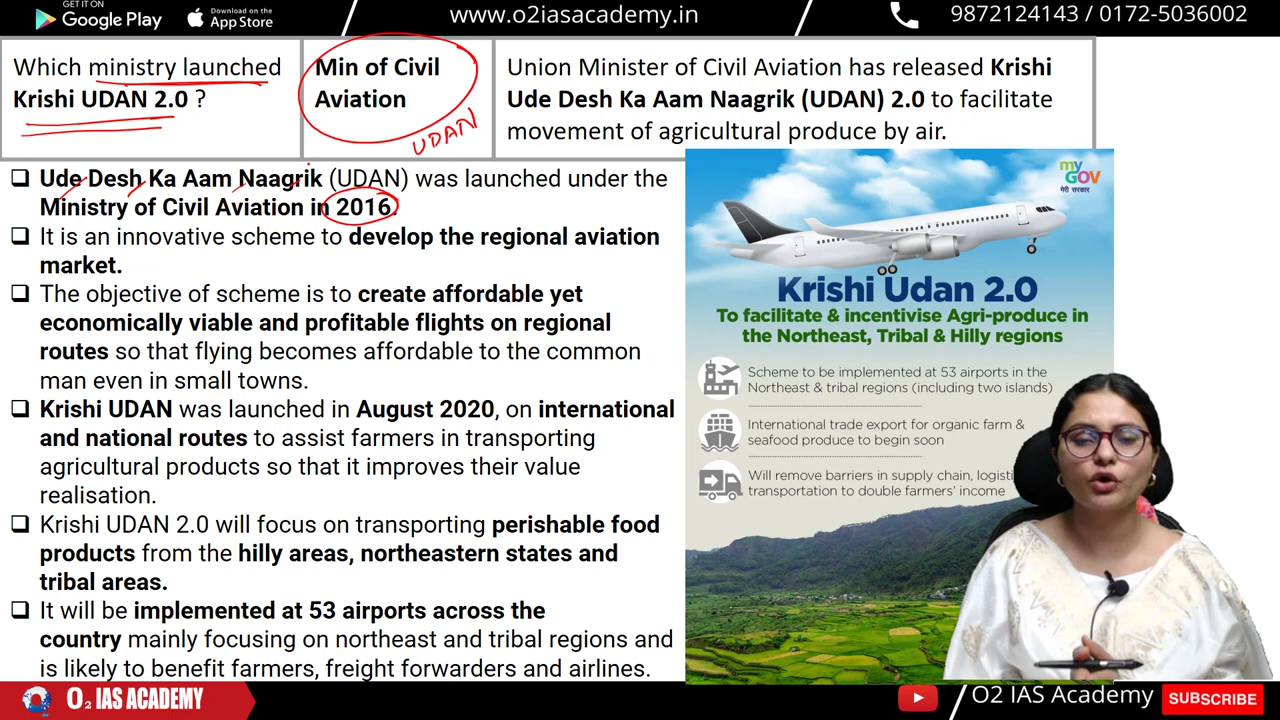 GET IT ON
Google Play
Download on the
App Store
www.o2iasacademy.in
9872124143 / 0172-5036002
Which ministry launched
Krishi UDAN 2.0 ?
Min of Civil
Aviation
UDAN
Union Minister of Civil Aviation has released Krishi
Ude Desh Ka Aam Naagrik (UDAN) 2.0 to facilitate
movement of agricultural produce by air.
Ude Desh Ka Aam Naagrik (UDAN) was launched under the
Ministry of Civil Aviation in 2016.
It is an innovative scheme to develop the regional aviation
market.
The objective of scheme is to create affordable yet
economically viable and profitable flights on regional
routes so that flying becomes affordable to the common
man even in small towns.
Krishi UDAN was launched in August 2020, on international
and national routes to assist farmers in transporting
agricultural products so that it improves their value
realisation.
Krishi UDAN 2.0 will focus on transporting perishable food
products from the hilly areas, northeastern states and
tribal areas.
It will be implemented at 53 airports across the
country mainly focusing on northeast and tribal regions and
is likely to benefit farmers, freight forwarders and airlines.
my
GOV
मेरी सरकार
Krishi Udan 2.0
To facilitate & incentivise Agri-produce in
the Northeast, Tribal & Hilly regions
Scheme to be implemented at 53 airports in the
Northeast & tribal regions (including two islands)
International trade export for organic farm &
seafood produce to begin soon
Will remove barriers in supply chain, logisti
transportation to double farmers' income
O2 IAS ACADEMY
O2 IAS Academy
SUBSCRIBE